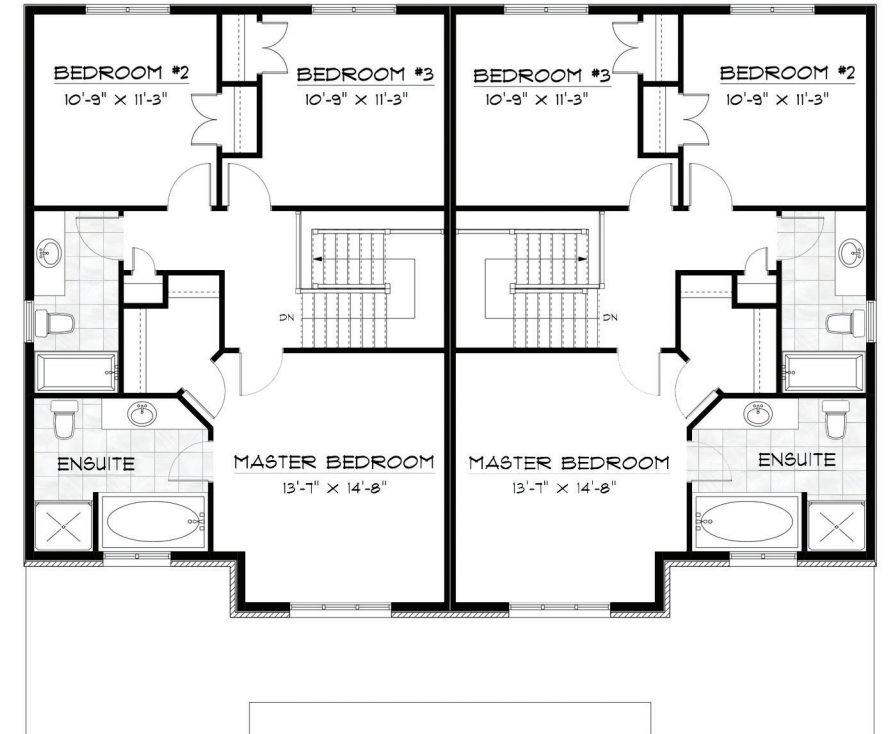 BEDROOM #2
10'-9" X 11'-3"
BEDROOM #3
10'-9" X 11'-3"
BEDROOM #3
10'-9" X 11'-3"
BEDROOM #2
10'-9" X 11'-3"
DN
DN
ENSUITE
MASTER BEDROOM
13'-7" X 14'-8"
MASTER BEDROOM
13'-7" X 14'-8"
ENSUITE